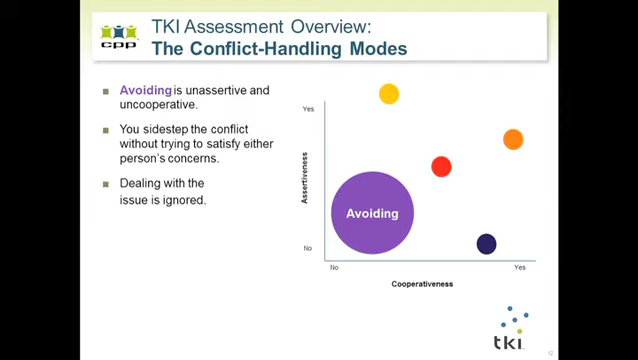 TKI Assessment Overview:
The Conflict-Handling Modes
cpp
Avoiding is unassertive and
uncooperative.
You sidestep the conflict
without trying to satisfy either
person's concerns.
Dealing with the
issue is ignored.
Yes
Assertiveness
No
Avoiding
No
Yes
Cooperativeness
tki
12